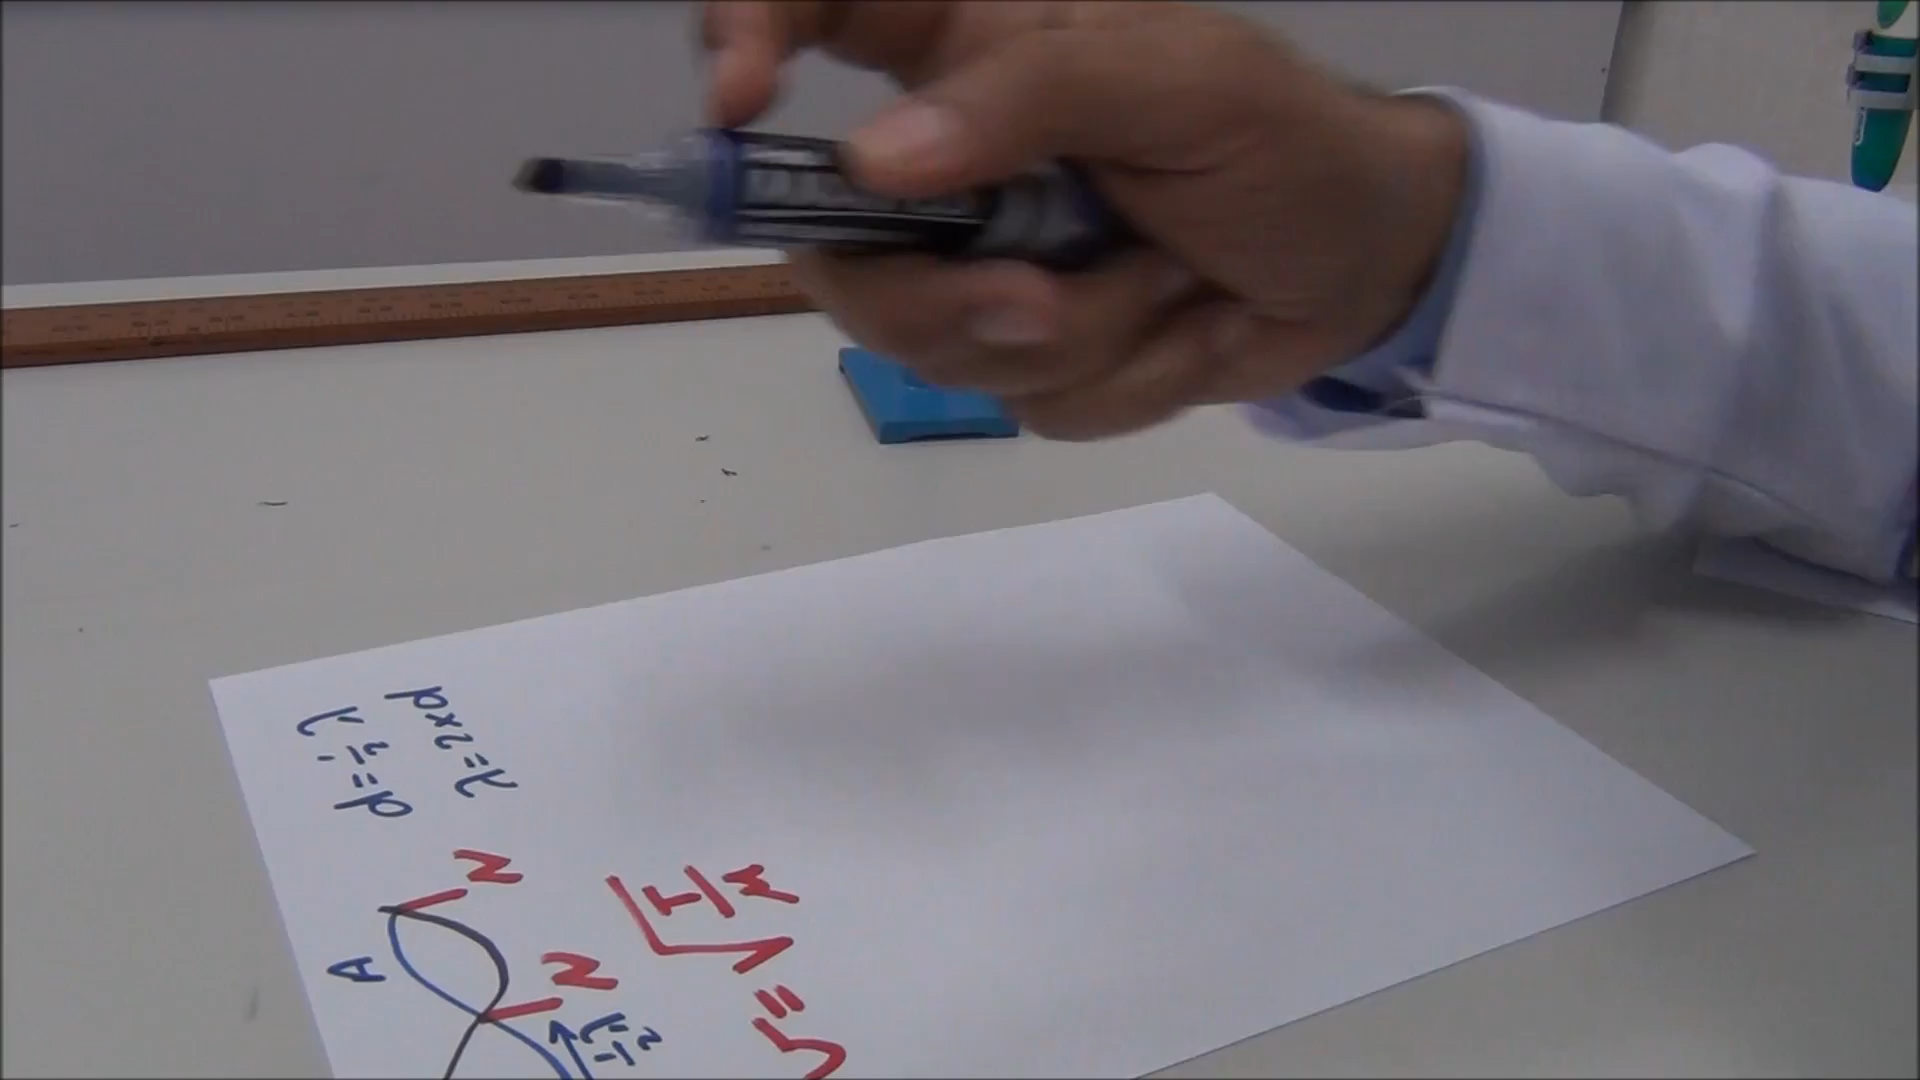 d = λ/2
λ = 2×d
N
A
N
λ/2
v = √T/μ